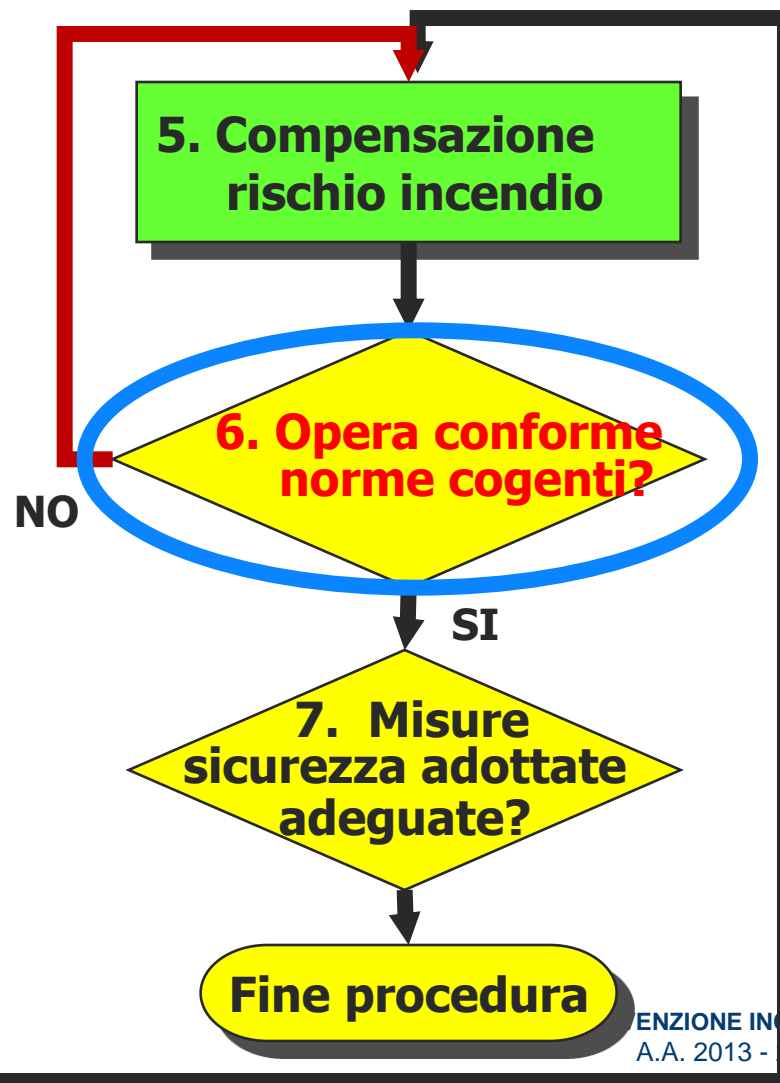 5. Compensazione
rischio incendio
6. Opera conforme
norme cogenti?
NO
SI
7. Misure
sicurezza adottate
adeguate?
Fine procedura
ENZIONE IN
A.A. 2013 -